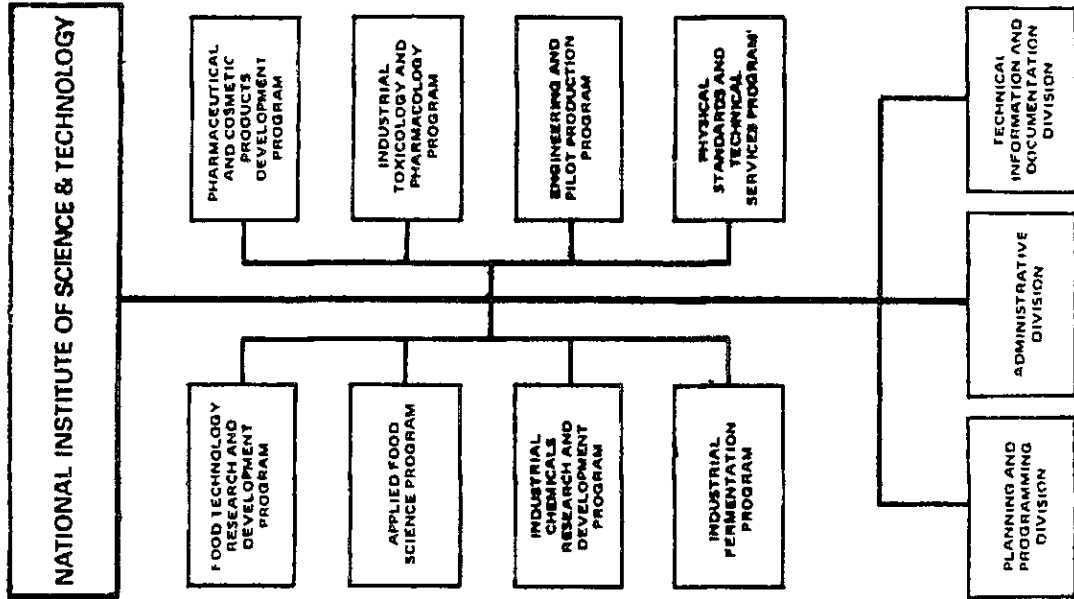 NATIONAL INSTITUTE OF SCIENCE & TECHNOLOGY
FOOD TECHNOLOGY
RESEARCH AND
DEVELOPMENT
PROGRAM
APPLIED FOOD
SCIENCE PROGRAM
INDUSTRIAL
CHEMICALS
RESEARCH AND
DEVELOPMENT
PROGRAM
INDUSTRIAL
FERMENTATION
PROGRAM
PHARMACEUTICAL
AND COSMETIC
PRODUCTS
DEVELOPMENT
PROGRAM
INDUSTRIAL
TOXICOLOGY AND
PHARMACOLOGY
PROGRAM
ENGINEERING AND
PILOT PRODUCTION
PROGRAM
PHYSICAL
STANDARDS AND
TECHNICAL
SERVICES PROGRAM'
PLANNING AND
PROGRAMMING
DIVISION
ADMINISTRATIVE
DIVISION
TECHNICAL
INFORMATION AND
DOCUMENTATION
DIVISION